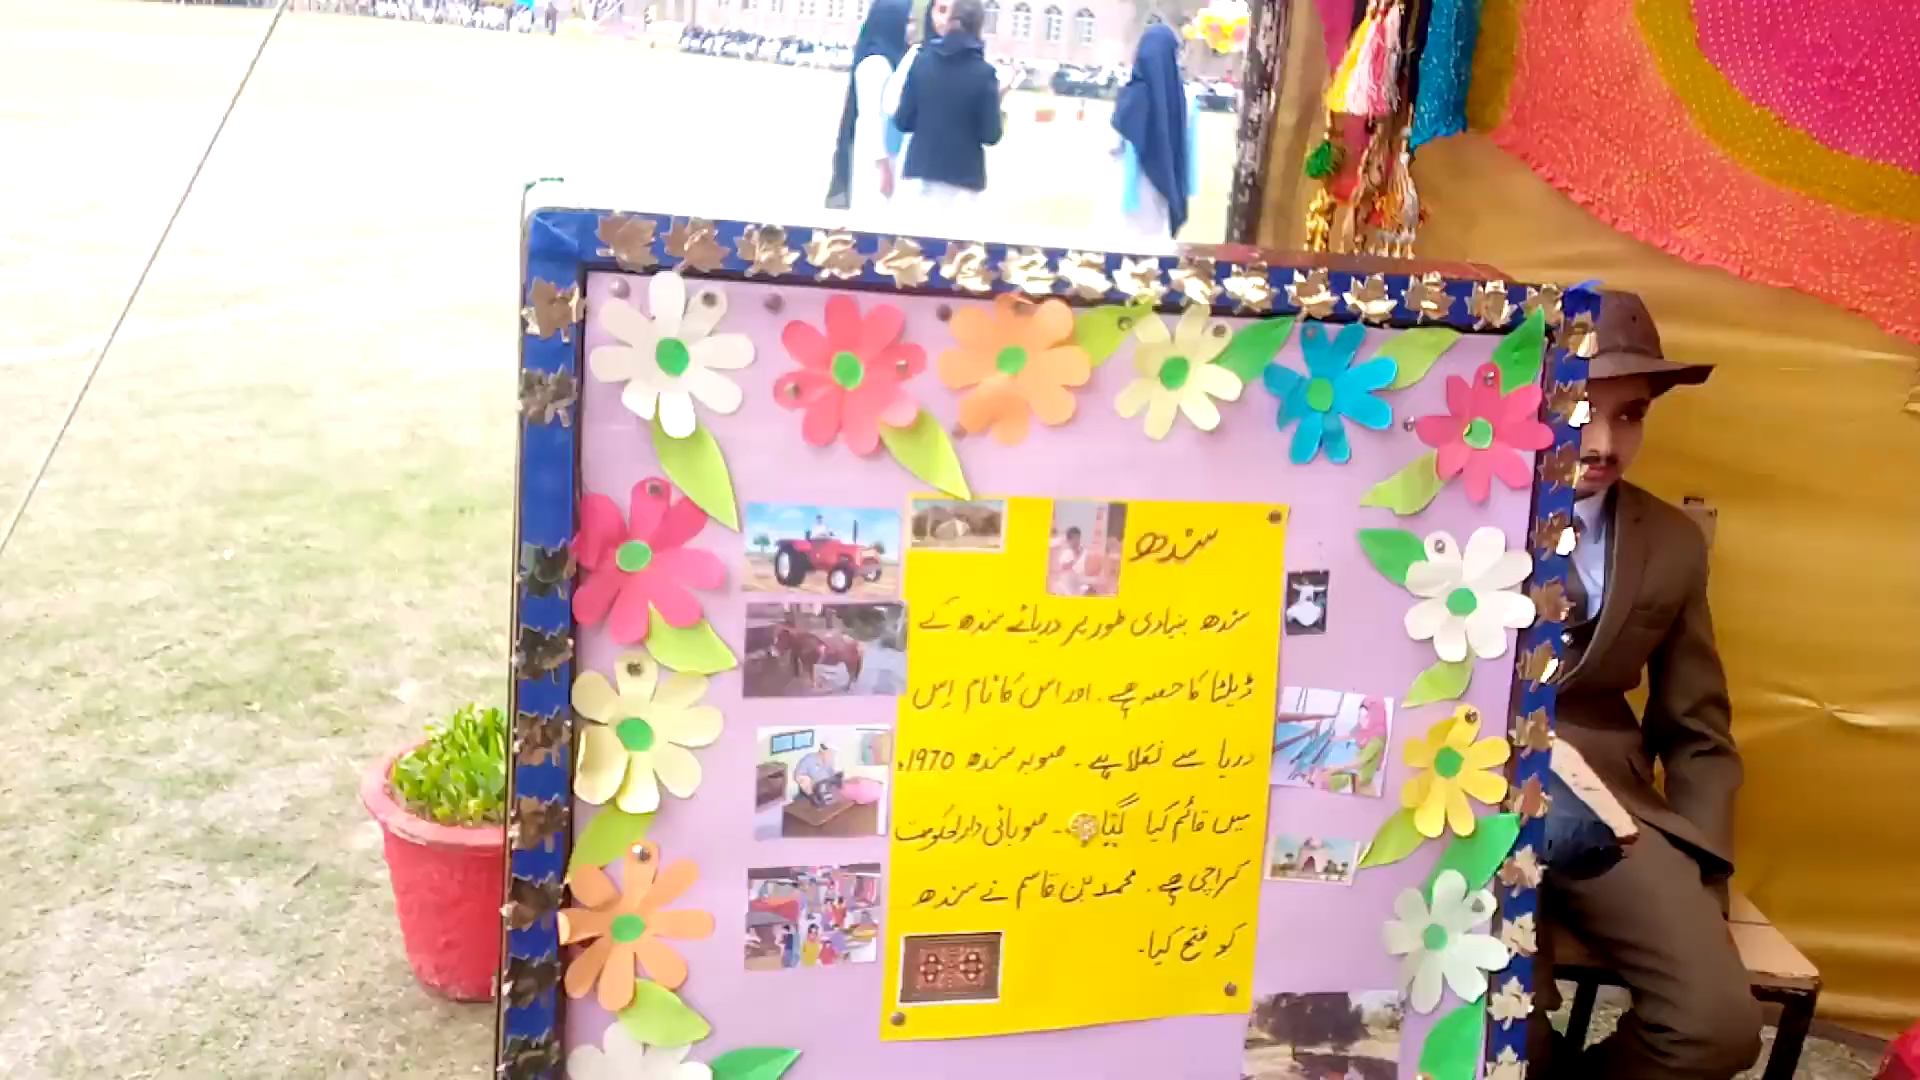 سندھ
سندھ بنیادی طور پر دریائے سندھ کے
ڈیلٹا کا حصہ ہے۔ اور اس کا نام اِس
دریا سے نکلا ہے۔ صوبہ سندھ 1970ء
میں قائم کیا گیا۔ صوبائی دارلحکومت
کراچی ہے۔ محمد بن قاسم نے سندھ
کو فتح کیا۔